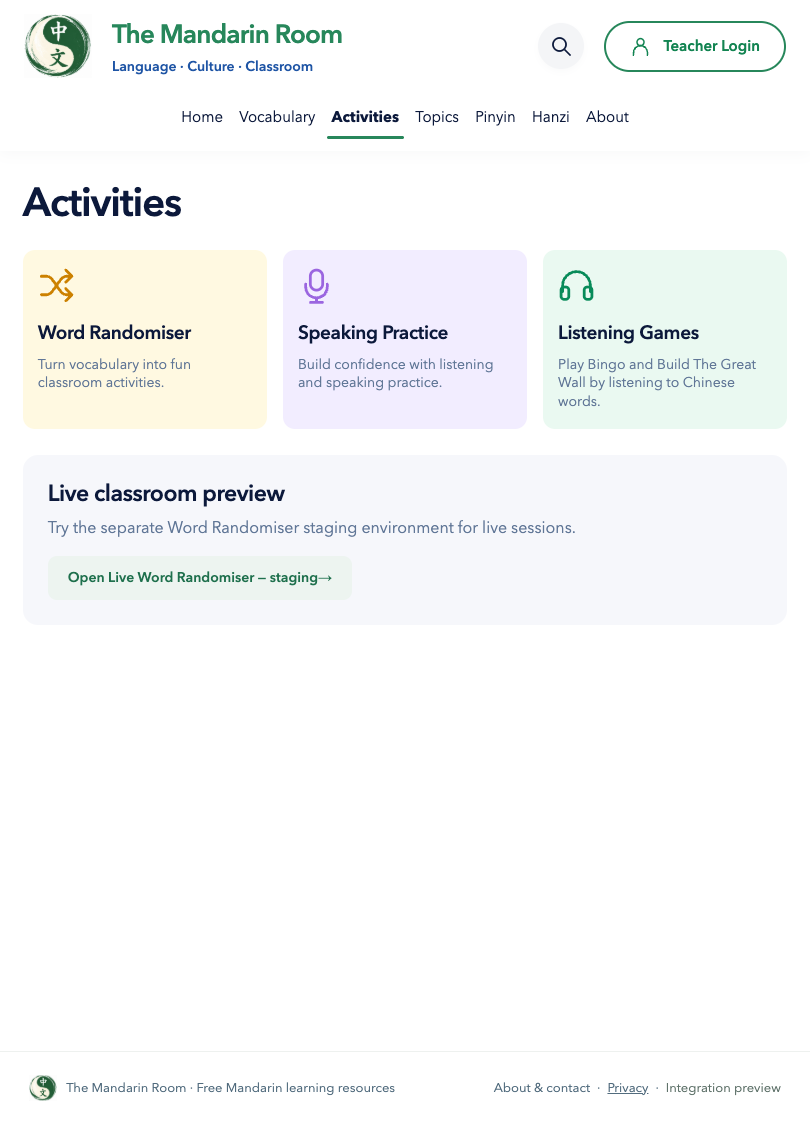 中
文
The Mandarin Room
Language · Culture · Classroom
Teacher Login
Home Vocabulary Activities Topics Pinyin Hanzi About
Activities
Word Randomiser
Turn vocabulary into fun
classroom activities.
Speaking Practice
Build confidence with listening
and speaking practice.
Listening Games
Play Bingo and Build The Great
Wall by listening to Chinese
words.
Live classroom preview
Try the separate Word Randomiser staging environment for live sessions.
Open Live Word Randomiser – staging→
中
文
The Mandarin Room · Free Mandarin learning resources
About & contact · Privacy · Integration preview